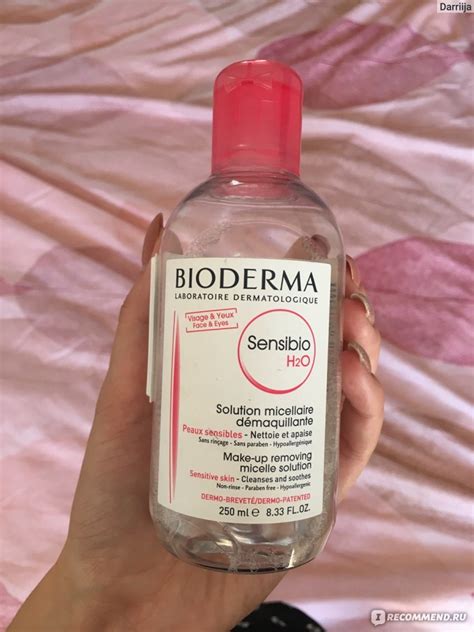 Darriija
BIODERMA
LABORATOIRE DERMATOLOGIQUE
Visage & Yeux
Face & Eyes
Sensibio
H2O
Solution micellaire
démaquillante
Peaux sensibles - Nettoie et apaise
Sans rinçage - Sans paraben - Hypoallergénique
Make-up removing
micelle solution
Sensitive skin - Cleanses and soothes
Non-rinse - Paraben free - Hypoallergenic
DERMO-BREVETÉ/DERMO-PATENTED
250 ml e 8.33 FL.OZ.
I RECOMMEND.RU